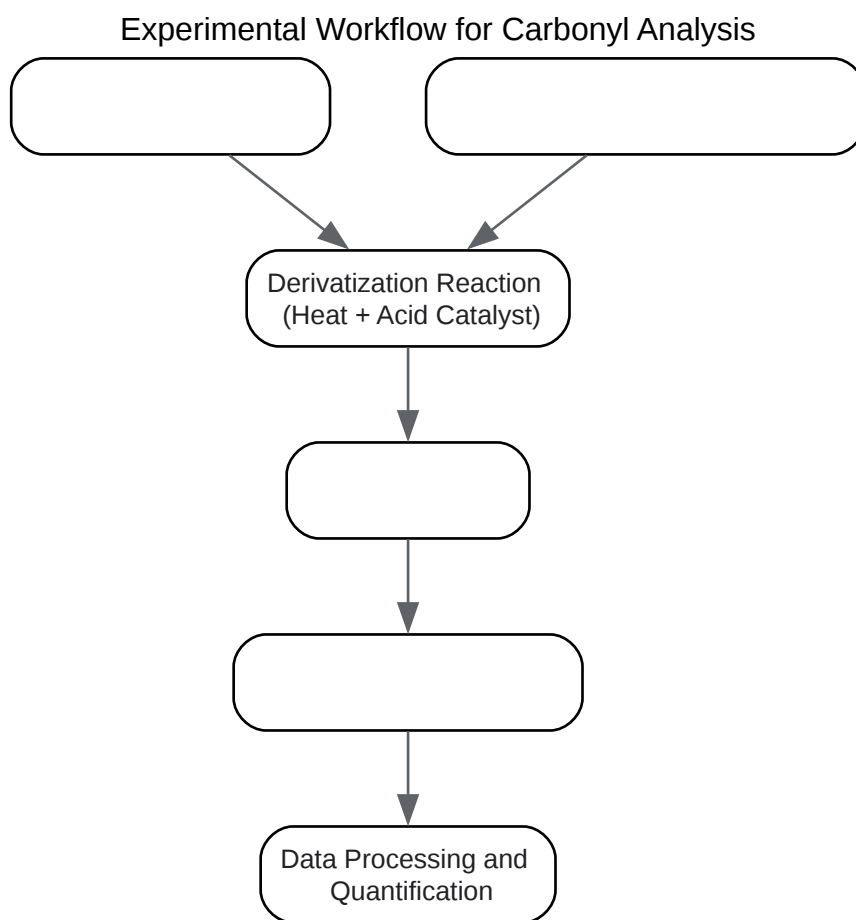 Experimental Workflow for Carbonyl Analysis
Derivatization Reaction
(Heat + Acid Catalyst)
Data Processing and
Quantification